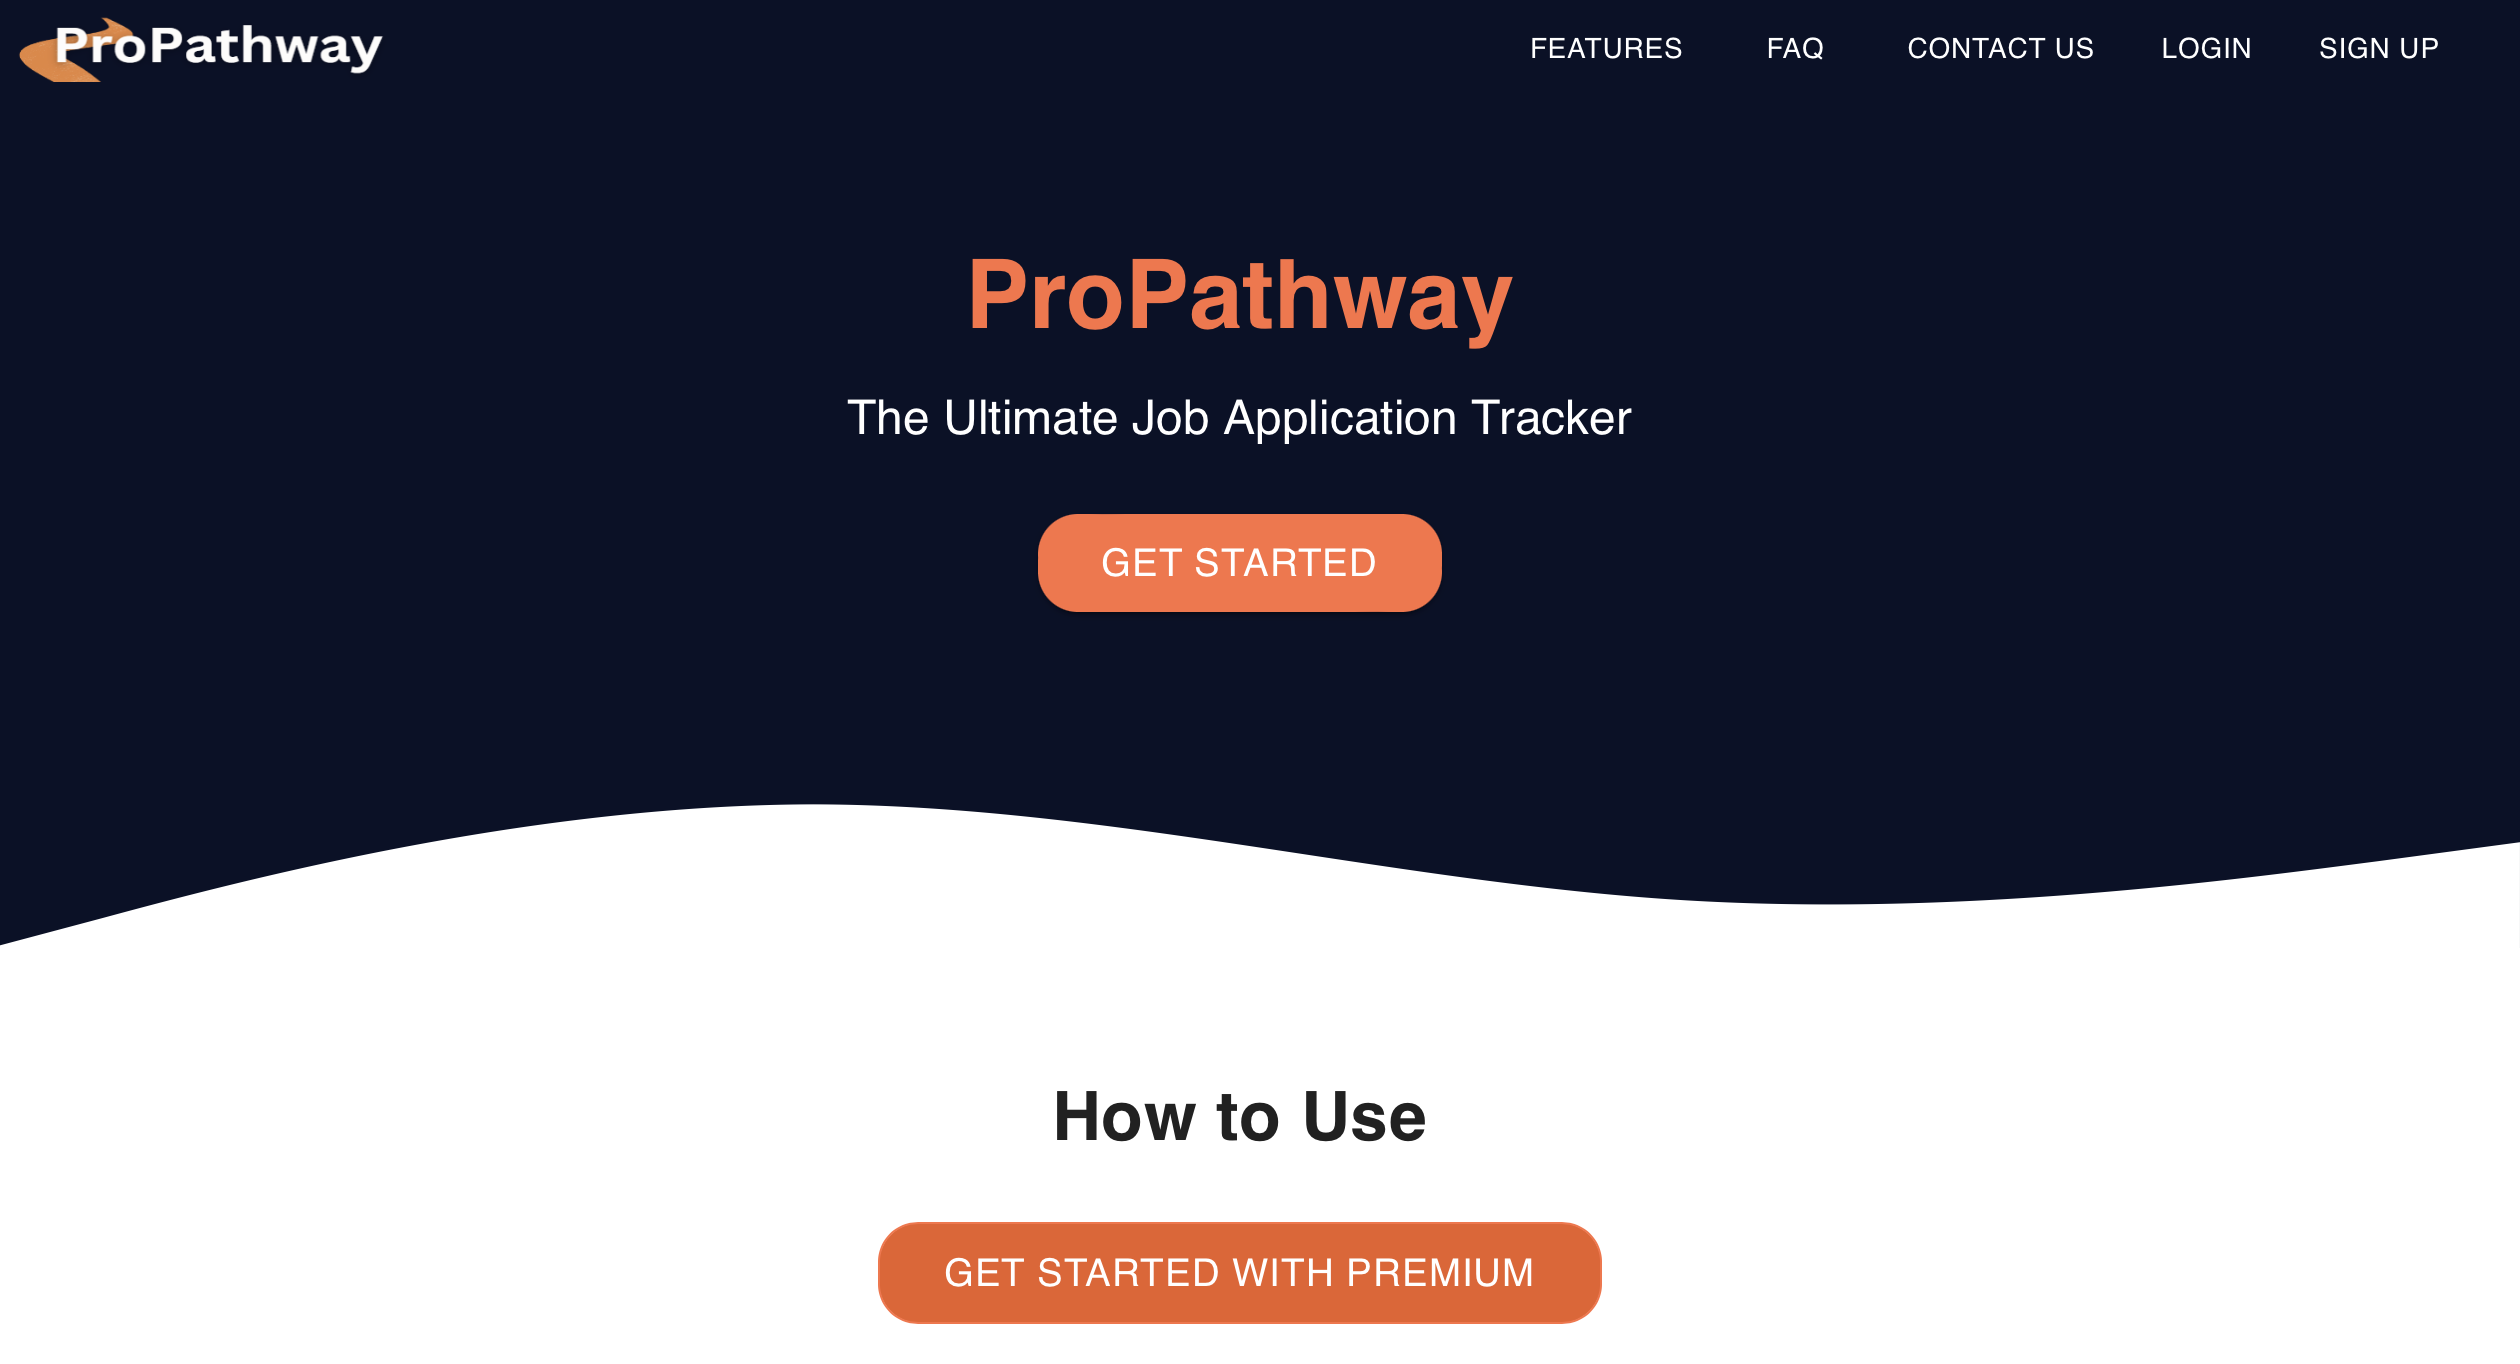 ProPathway
FEATURES
FAQ
CONTACT US
LOGIN
SIGN UP
ProPathway
The Ultimate Job Application Tracker
GET STARTED
How to Use
GET STARTED WITH PREMIUM